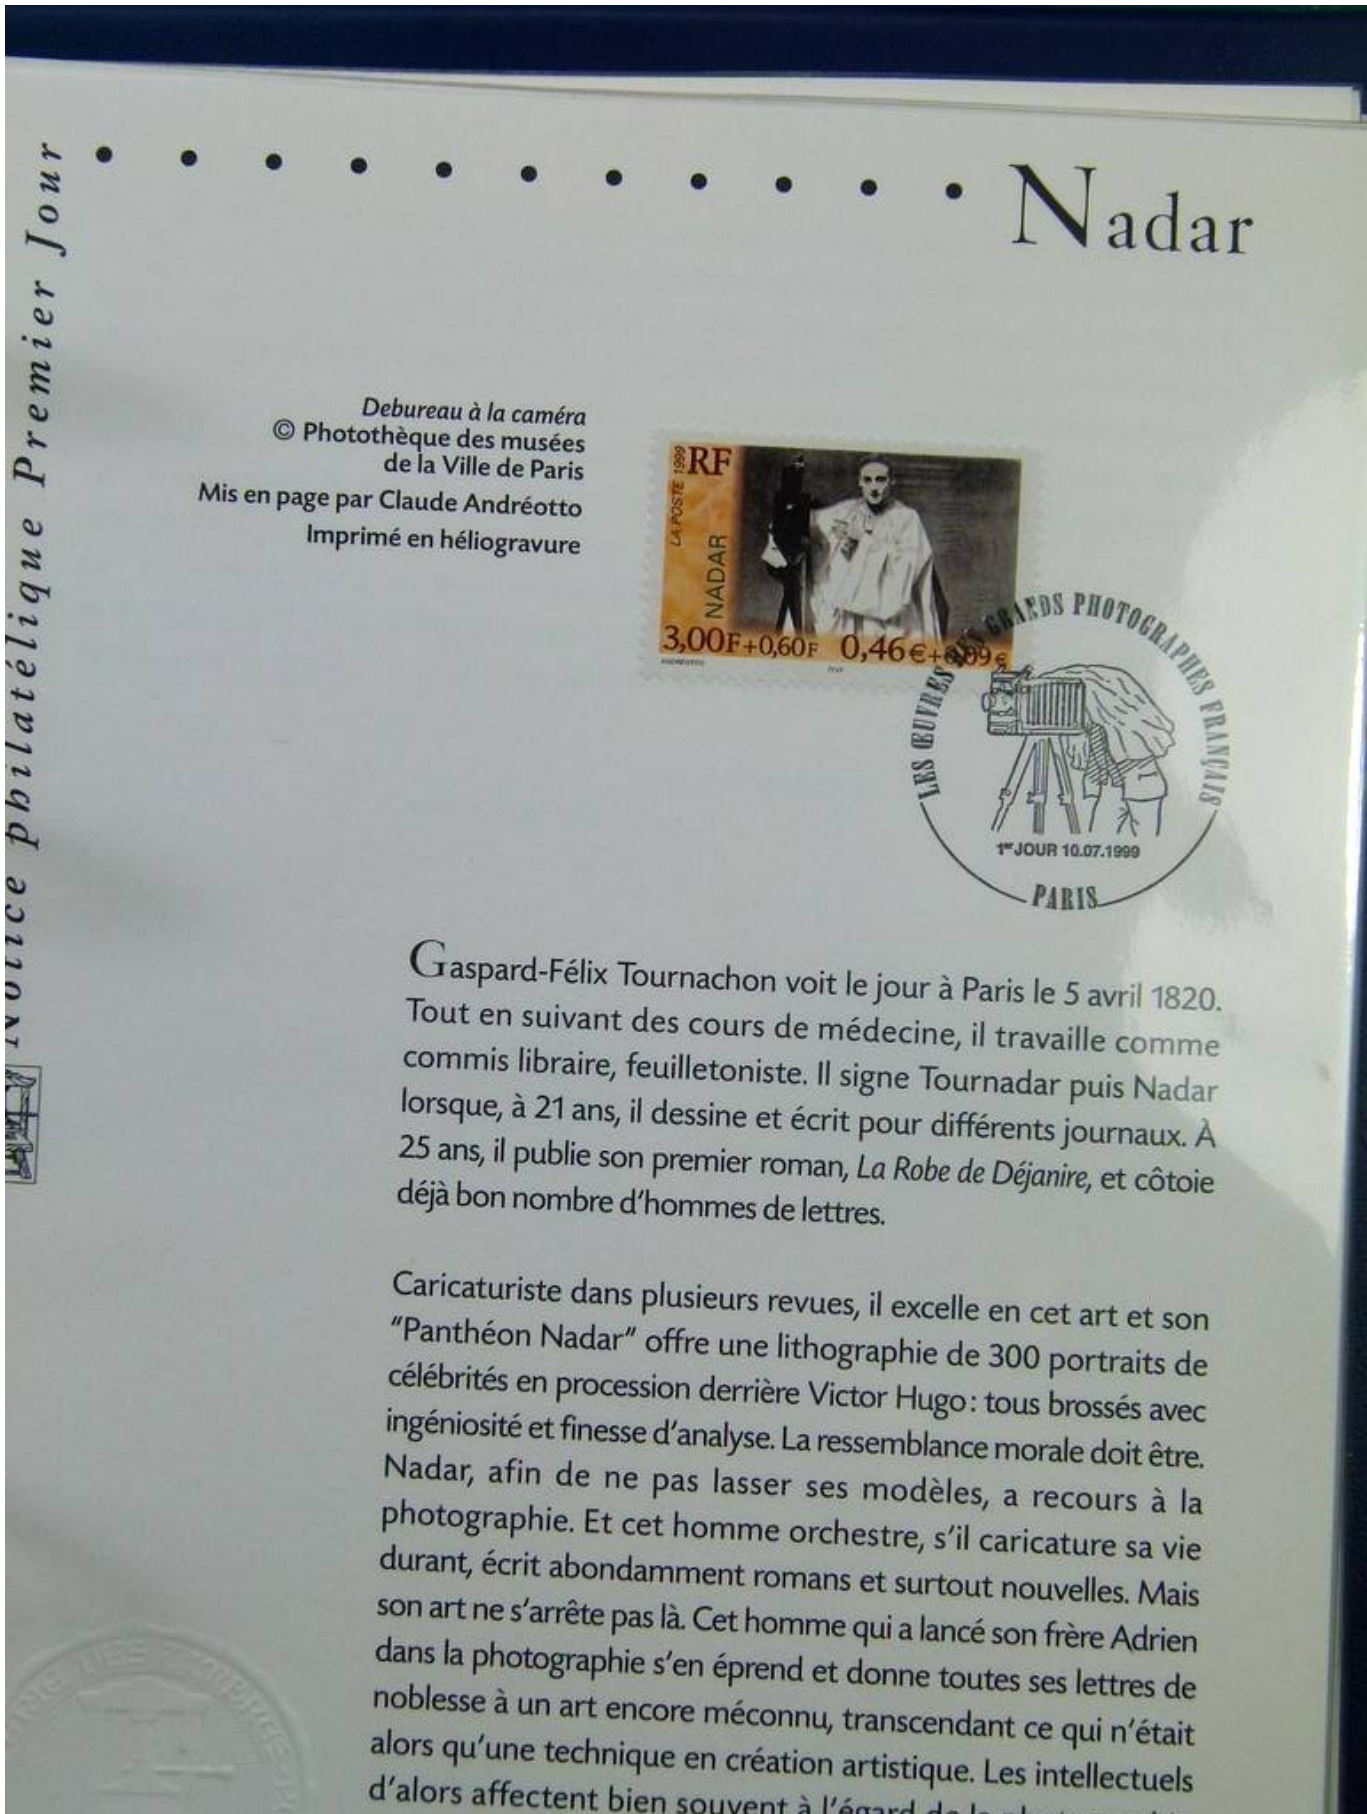 Nadar
Notice philatélique Premier Jour
Debureau à la caméra
© Photothèque des musées
de la Ville de Paris
Mis en page par Claude Andréotto
Imprimé en héliogravure
RF
LA POSTE 1999
NADAR
3,00F+0,60F 0,46€+0,09€
ANDRÉOTTO
LES ŒUVRES DES GRANDS PHOTOGRAPHES FRANÇAIS
1er JOUR 10.07.1999
PARIS
Gaspard-Félix Tournachon voit le jour à Paris le 5 avril 1820.
Tout en suivant des cours de médecine, il travaille comme
commis libraire, feuilletoniste. Il signe Tournadar puis Nadar
lorsque, à 21 ans, il dessine et écrit pour différents journaux. À
25 ans, il publie son premier roman, La Robe de Déjanire, et côtoie
déjà bon nombre d'hommes de lettres.
Caricaturiste dans plusieurs revues, il excelle en cet art et son
"Panthéon Nadar" offre une lithographie de 300 portraits de
célébrités en procession derrière Victor Hugo : tous brossés avec
ingéniosité et finesse d'analyse. La ressemblance morale doit être.
Nadar, afin de ne pas lasser ses modèles, a recours à la
photographie. Et cet homme orchestre, s'il caricature sa vie
durant, écrit abondamment romans et surtout nouvelles. Mais
son art ne s'arrête pas là. Cet homme qui a lancé son frère Adrien
dans la photographie s'en éprend et donne toutes ses lettres de
noblesse à un art encore méconnu, transcendant ce qui n'était
alors qu'une technique en création artistique. Les intellectuels
d'alors affectent bien souvent à l'égard de la